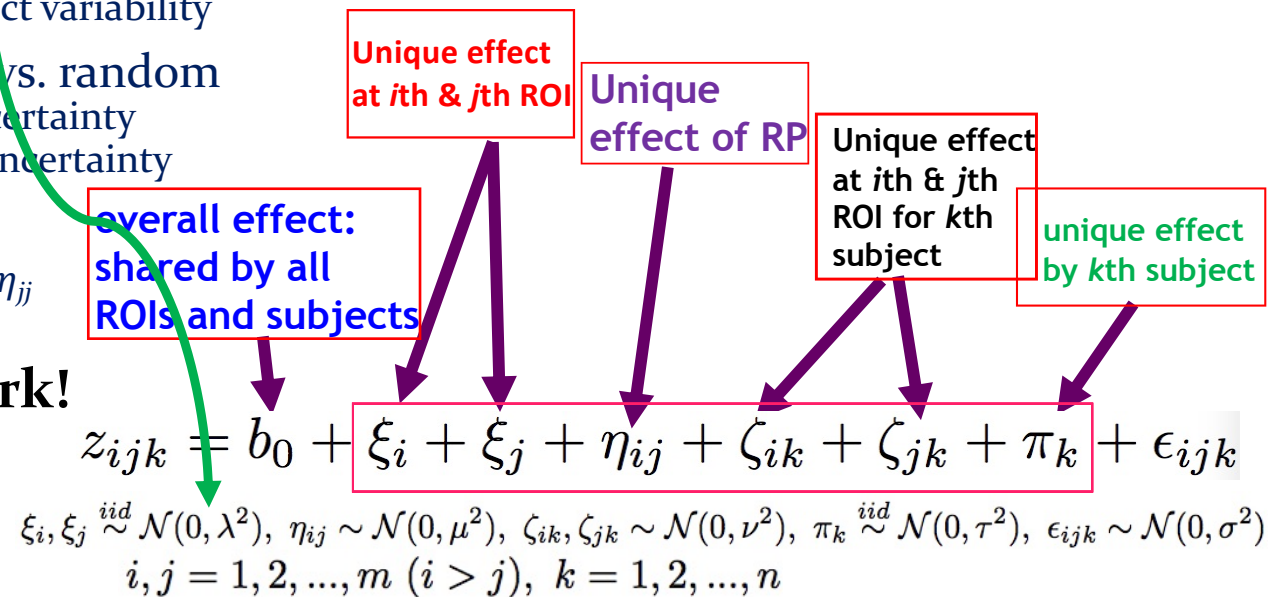 ct variability
vs. random
certainty
uncertainty
η_jj
rk!
Unique effect
at ith & jth ROI
Unique
effect of RP
Unique effect
at ith & jth
ROI for kth
subject
unique effect
by kth subject
overall effect:
shared by all
ROIs and subjects
z_ijk = b_0 + ξ_i + ξ_j + η_ij + ζ_ik + ζ_jk + π_k + ϵ_ijk
ξ_i, ξ_j iid ~ N(0, λ²), η_ij ~ N(0, μ²), ζ_ik, ζ_jk ~ N(0, ν²), π_k iid ~ N(0, τ²), ϵ_ijk ~ N(0, σ²)
i, j = 1, 2, ..., m (i > j), k = 1, 2, ..., n